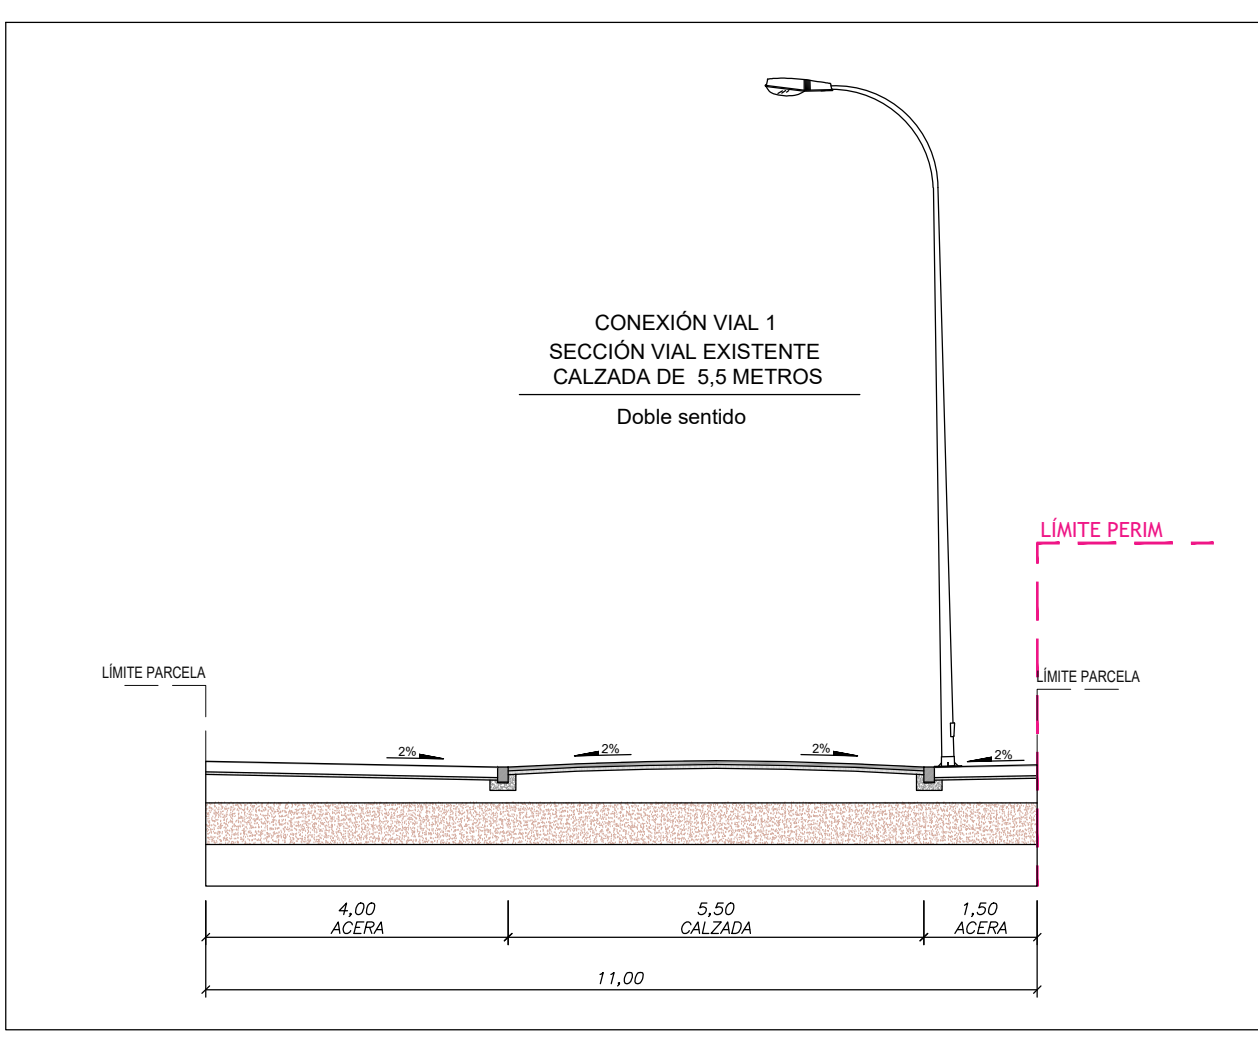 CONEXIÓN VIAL 1
SECCIÓN VIAL EXISTENTE
CALZADA DE 5,5 METROS
Doble sentido
LÍMITE PERIM
LÍMITE PARCELA
LÍMITE PARCELA
2%
2%
2%
2%
4,00
ACERA
5,50
CALZADA
1,50
ACERA
11,00